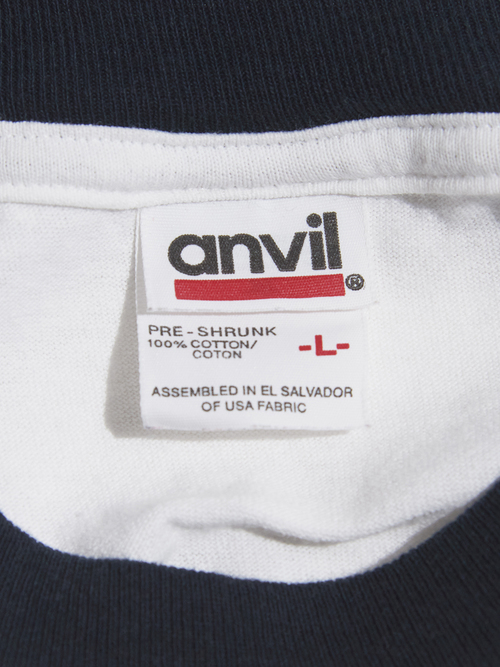 anvil®
PRE-SHRUNK
100% COTTON/
COTON
-L-
ASSEMBLED IN EL SALVADOR
OF USA FABRIC